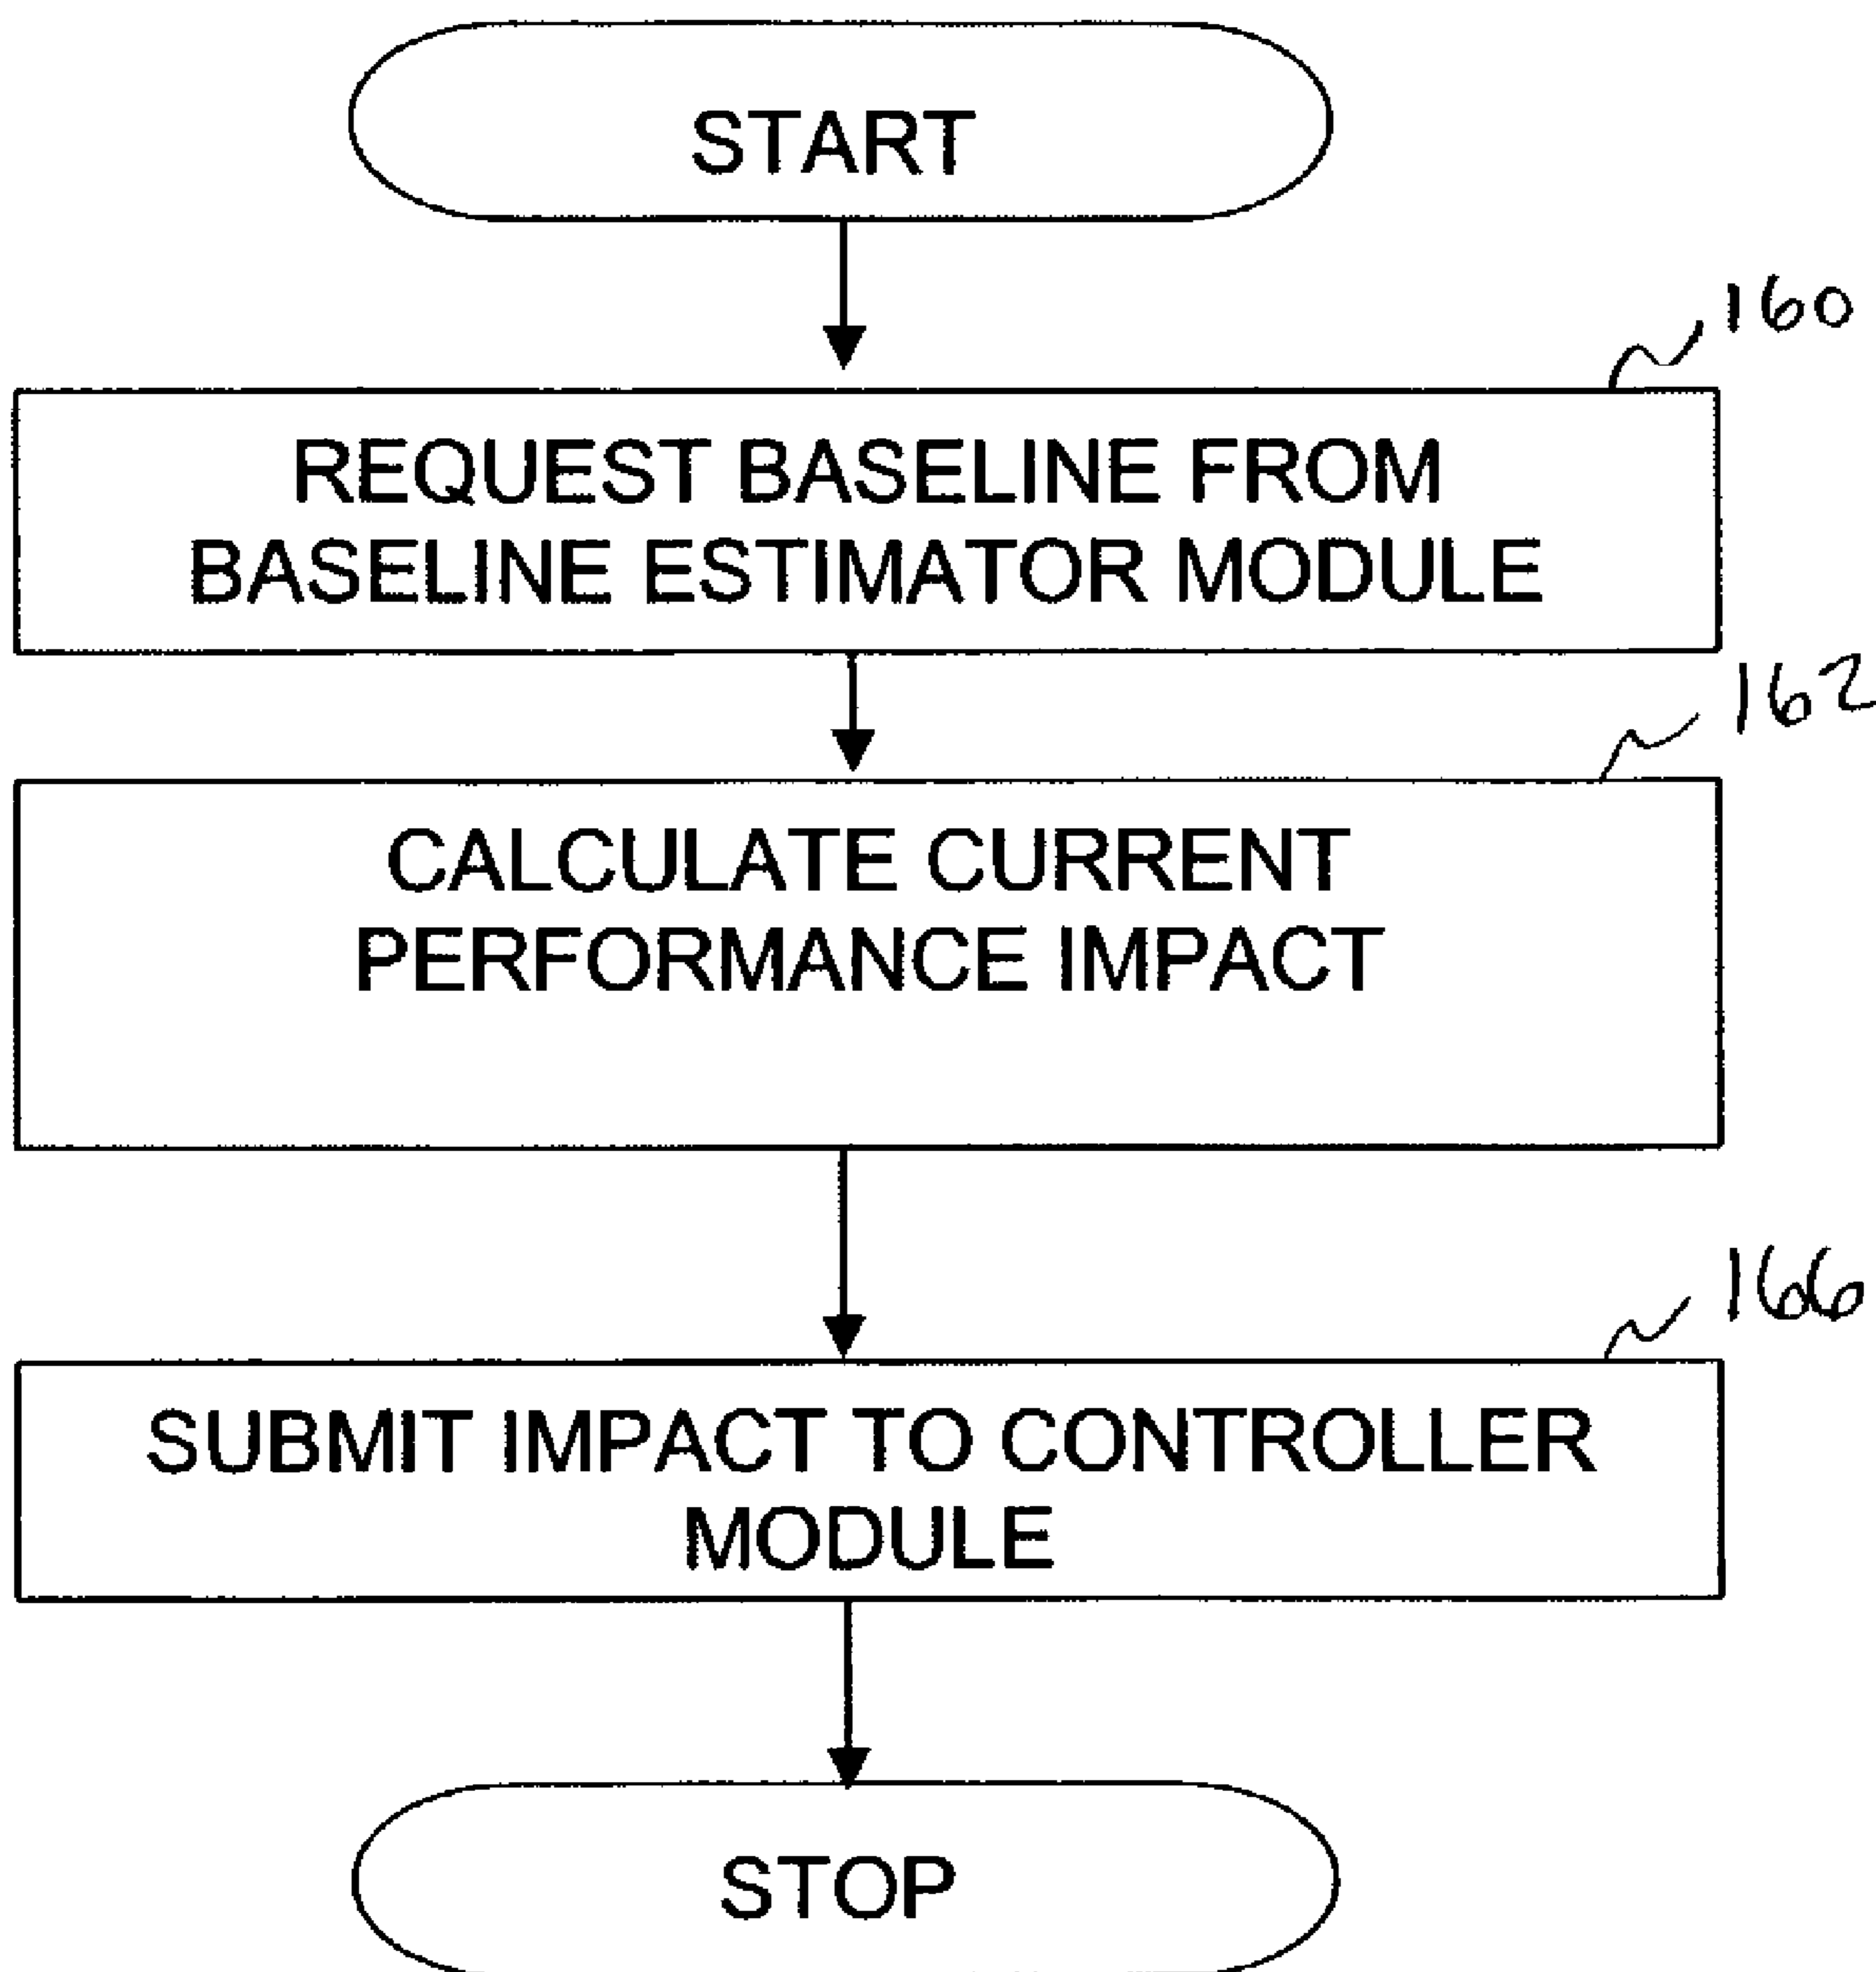 START
160
REQUEST BASELINE FROM
BASELINE ESTIMATOR MODULE
162
CALCULATE CURRENT
PERFORMANCE IMPACT
166
SUBMIT IMPACT TO CONTROLLER
MODULE
STOP